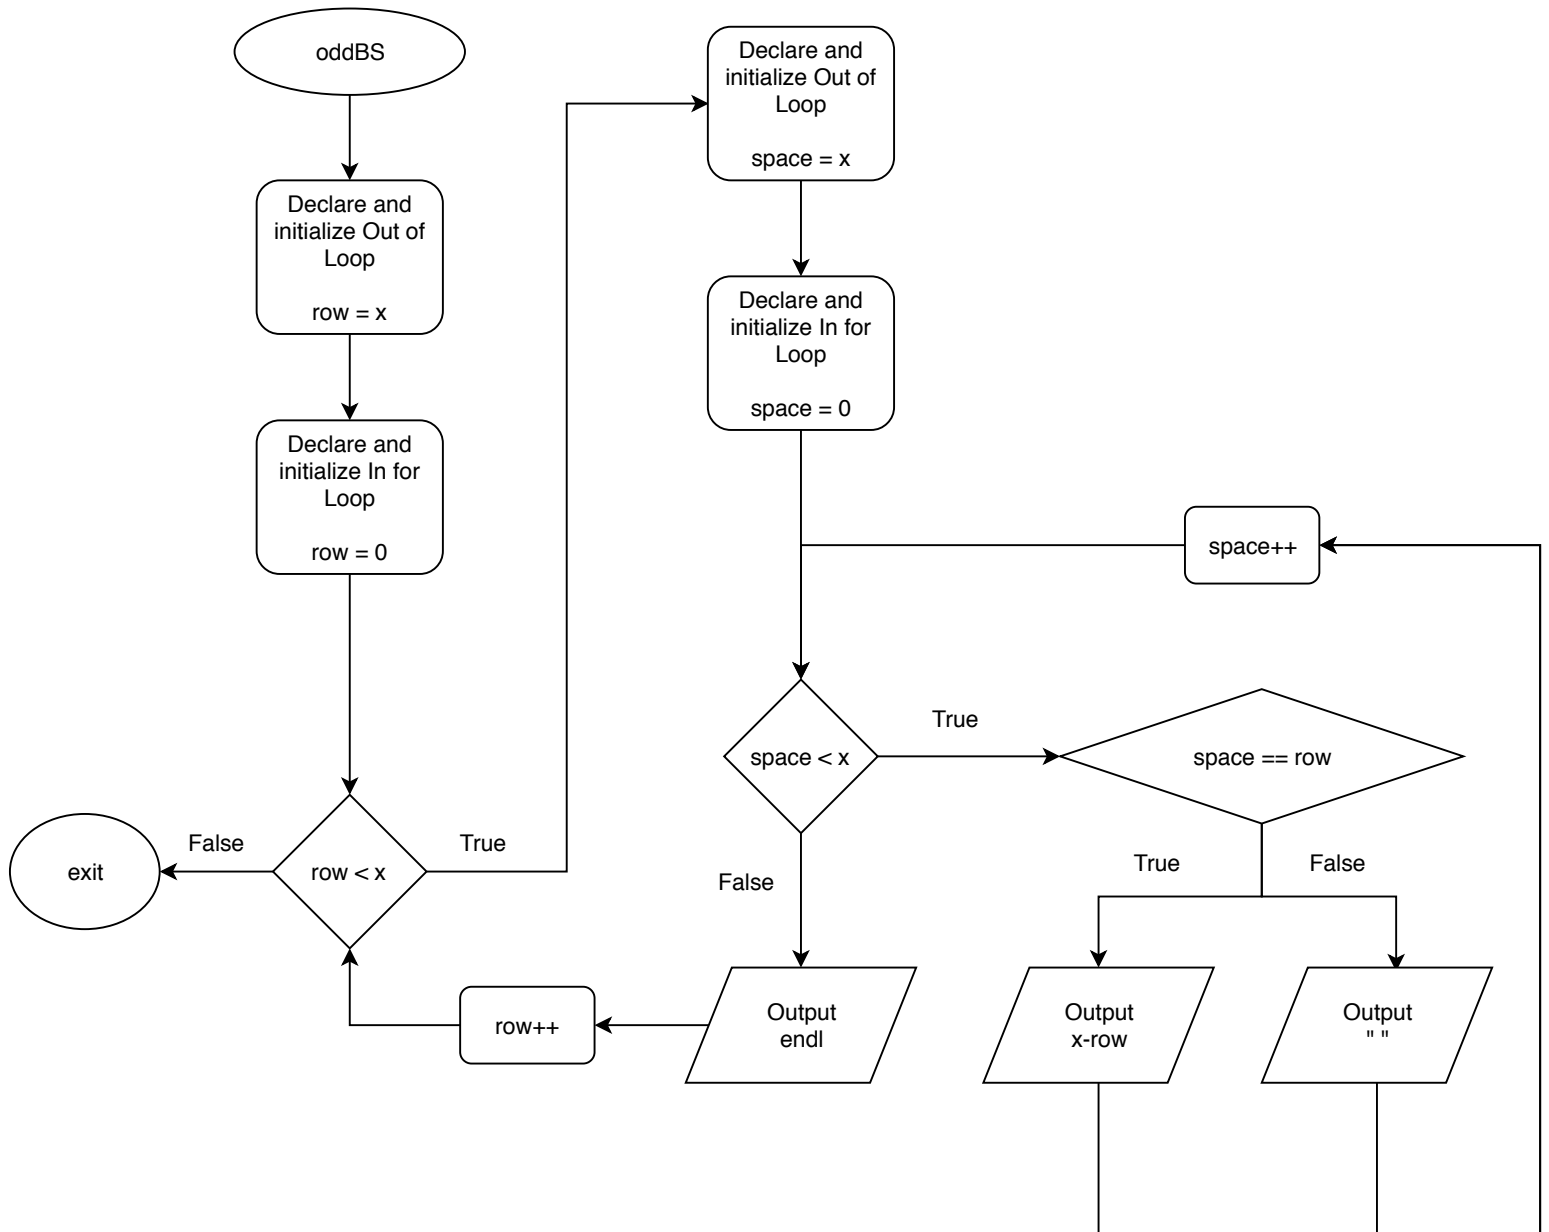 oddBS
Declare and
initialize Out of
Loop
row = x
Declare and
initialize In for
Loop
row = 0
row < x
False
exit
True
Declare and
initialize Out of
Loop
space = x
Declare and
initialize In for
Loop
space = 0
space++
space < x
True
space == row
False
True
False
Output
endl
row++
Output
x-row
Output
" "